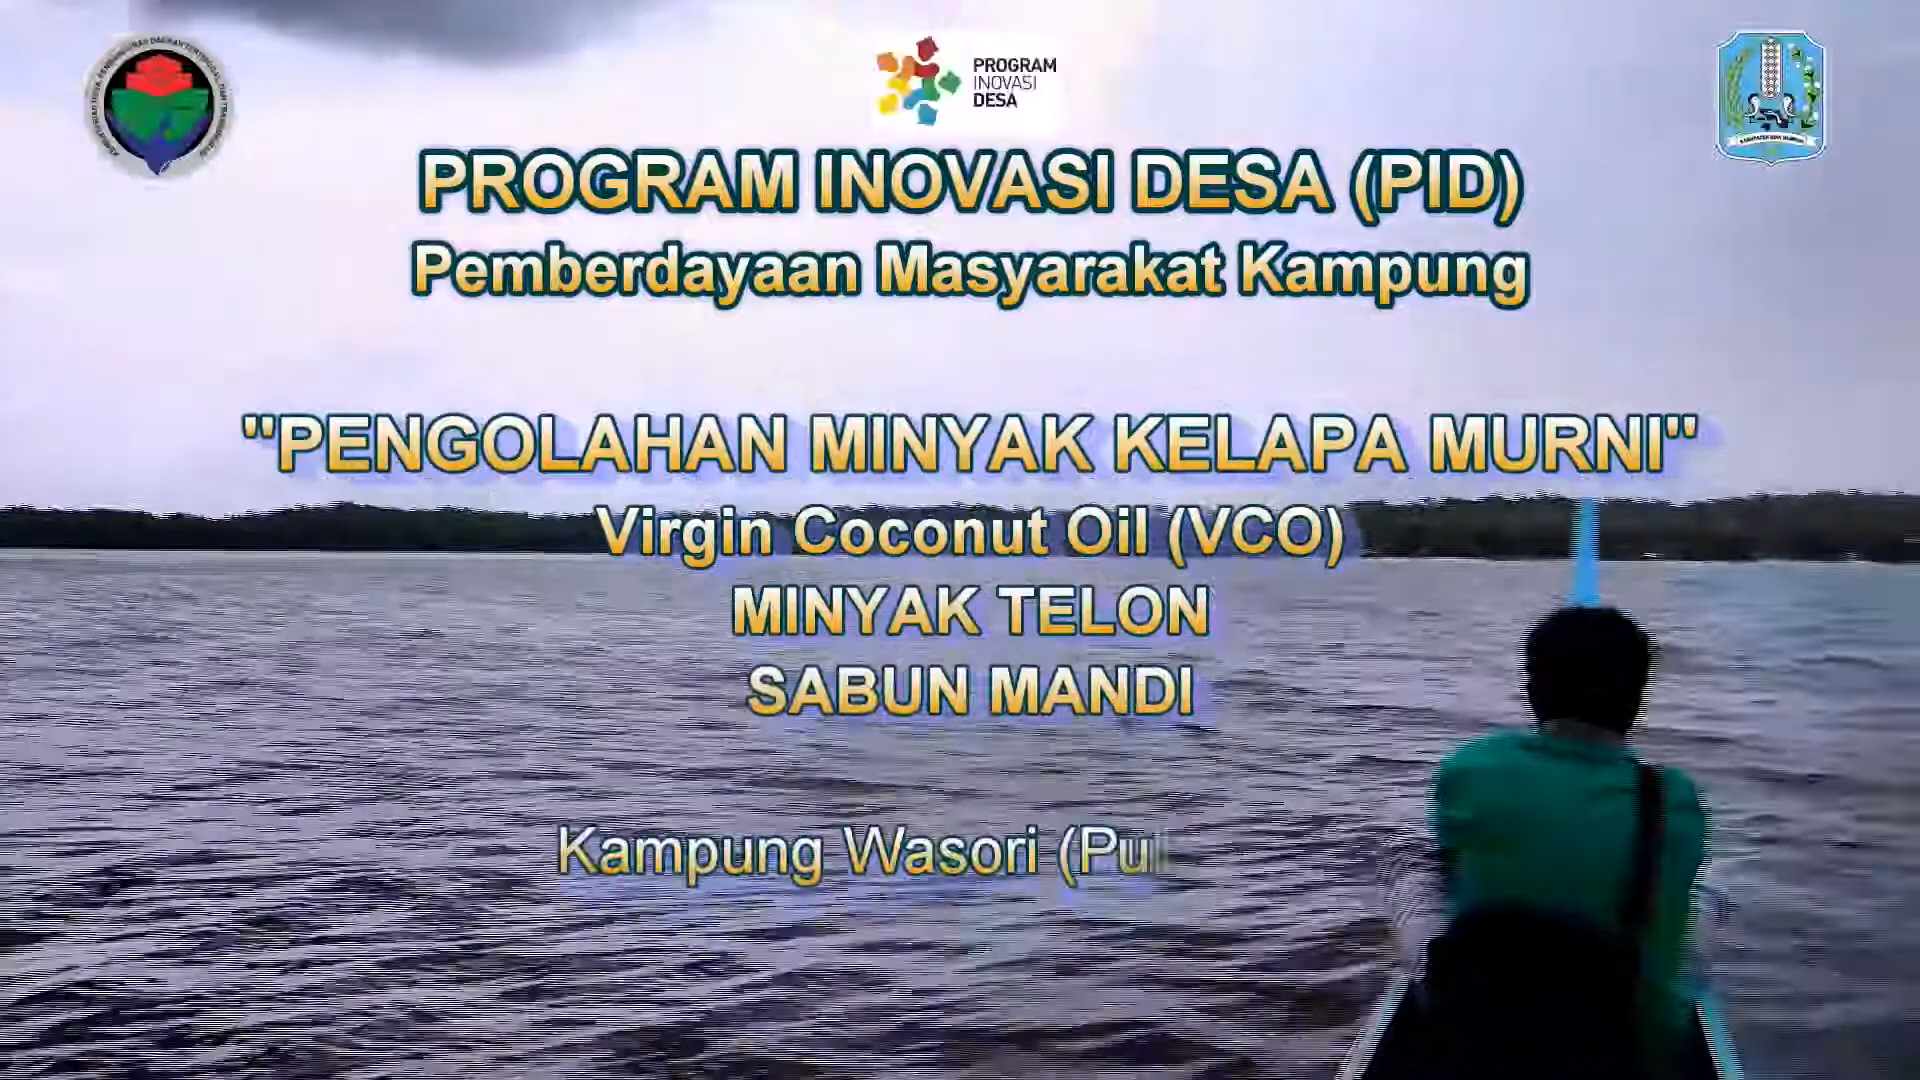 PROGRAM
INOVASI
DESA
PROGRAM INOVASI DESA (PID)
Pemberdayaan Masyarakat Kampung
"PENGOLAHAN MINYAK KELAPA MURNI"
Virgin Coconut Oil (VCO)
MINYAK TELON
SABUN MANDI
Kampung Wasori (Pul